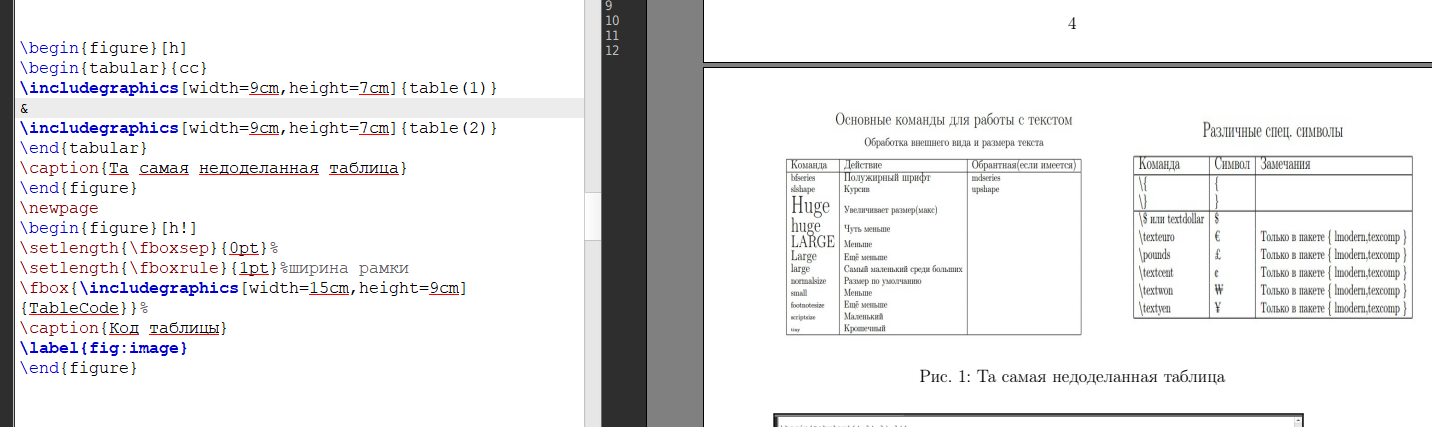 \begin{figure}[h]
\begin{tabular}{cc}
\includegraphics[width=9cm,height=7cm]{table(1)}
&
\includegraphics[width=9cm,height=7cm]{table(2)}
\end{tabular}
\caption{Та самая недоделанная таблица}
\end{figure}
\newpage
\begin{figure}[h!]
\setlength{\fboxsep}{0pt}%
\setlength{\fboxrule}{1pt}%ширина рамки
\fbox{\includegraphics[width=15cm,height=9cm]
{TableCode}}%
\caption{Код таблицы}
\label{fig:image}
\end{figure}
9
10
11
12
4
Основные команды для работы с текстом
Обработка внешнего вида и размера текста
Команда Действие Обрантная(если имеется)
bfseries Полужирный шрифт mdseries
slshape Курсив upshape
Huge Увеличивает размер(макс)
huge Чуть меньше
LARGE Меньше
Large Ещё меньше
large Самый маленький среди больших
normalsize Размер по умолчанию
small Меньше
footnotesize Ещё меньше
scriptsize Маленький
tiny Крошечный
Различные спец. символы
Команда Символ Замечания
\{ {
\} }
\$ или textdollar $
\texteuro € Только в пакете { lmodern,texcomp }
\pounds £ Только в пакете { lmodern,texcomp }
\textcent ¢ Только в пакете { lmodern,texcomp }
\textwon ₩ Только в пакете { lmodern,texcomp }
\textyen ¥ Только в пакете { lmodern,texcomp }
Рис. 1: Та самая недоделанная таблица